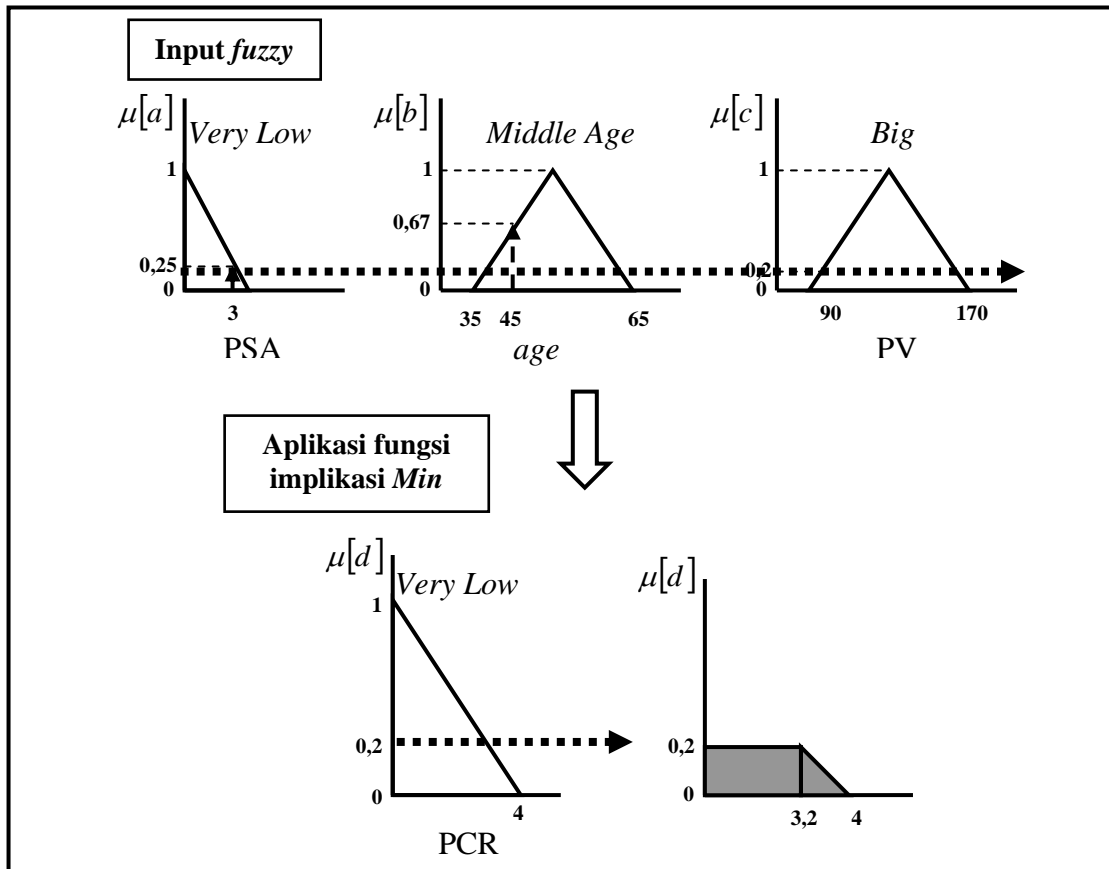 Input fuzzy
μ[a]
Very Low
1
0,25
0
3
PSA
μ[b]
Middle Age
1
0,67
0
35 45 65
age
μ[c]
Big
1
0,2
0
90 170
PV
Aplikasi fungsi
implikasi Min
μ[d]
Very Low
1
0,2
0
4
PCR
μ[d]
0,2
0
3,2 4